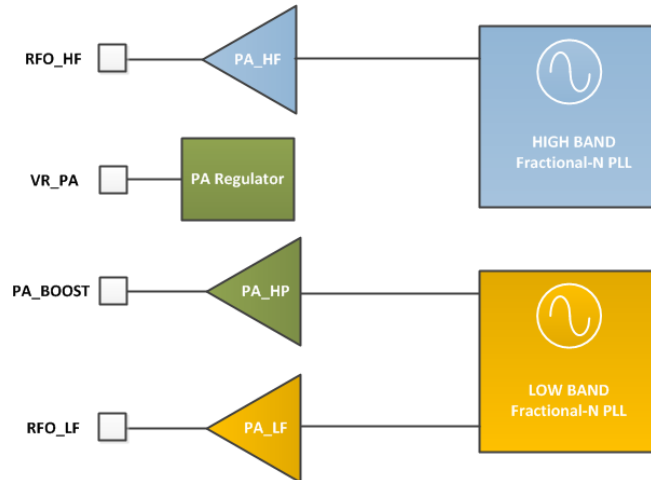 RFO_HF
PA_HF
HIGH BAND
Fractional-N PLL
VR_PA
PA Regulator
PA_BOOST
PA_HP
LOW BAND
Fractional-N PLL
RFO_LF
PA_LF